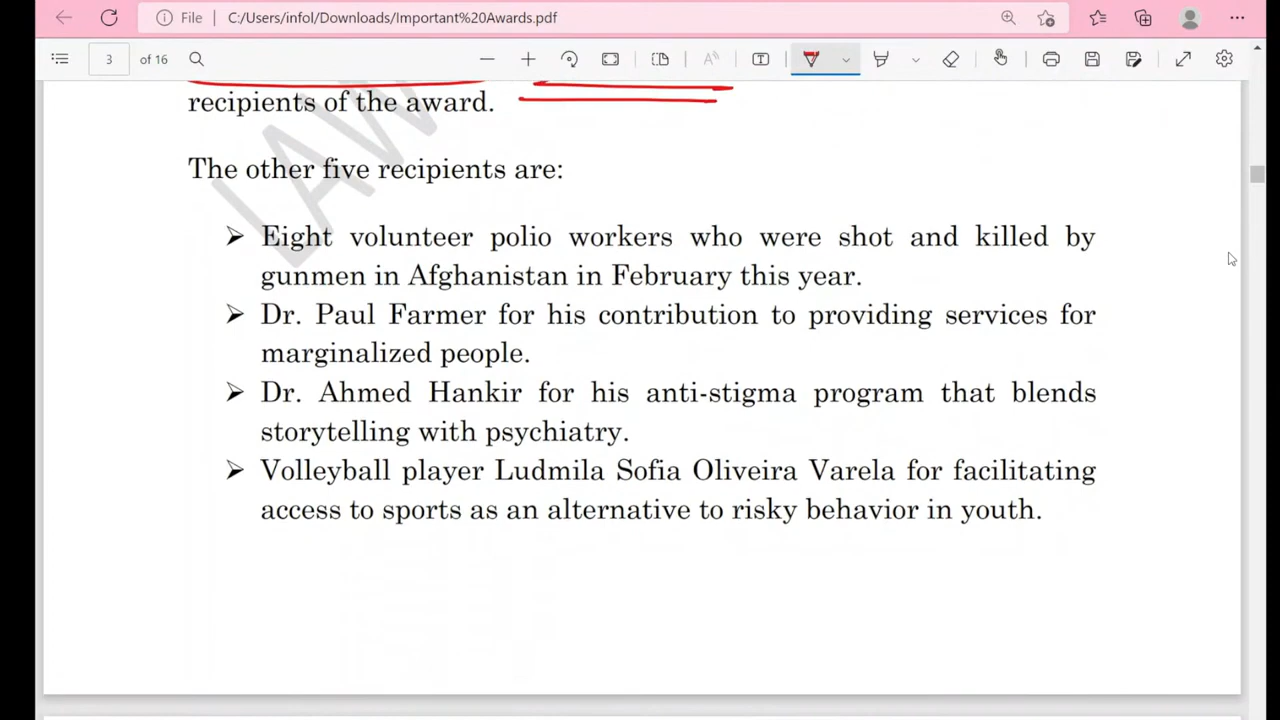 File C:/Users/infol/Downloads/Important%20Awards.pdf
3 of 16
recipients of the award.
The other five recipients are:
➢ Eight volunteer polio workers who were shot and killed by
gunmen in Afghanistan in February this year.
➢ Dr. Paul Farmer for his contribution to providing services for
marginalized people.
➢ Dr. Ahmed Hankir for his anti-stigma program that blends
storytelling with psychiatry.
➢ Volleyball player Ludmila Sofia Oliveira Varela for facilitating
access to sports as an alternative to risky behavior in youth.
LAW